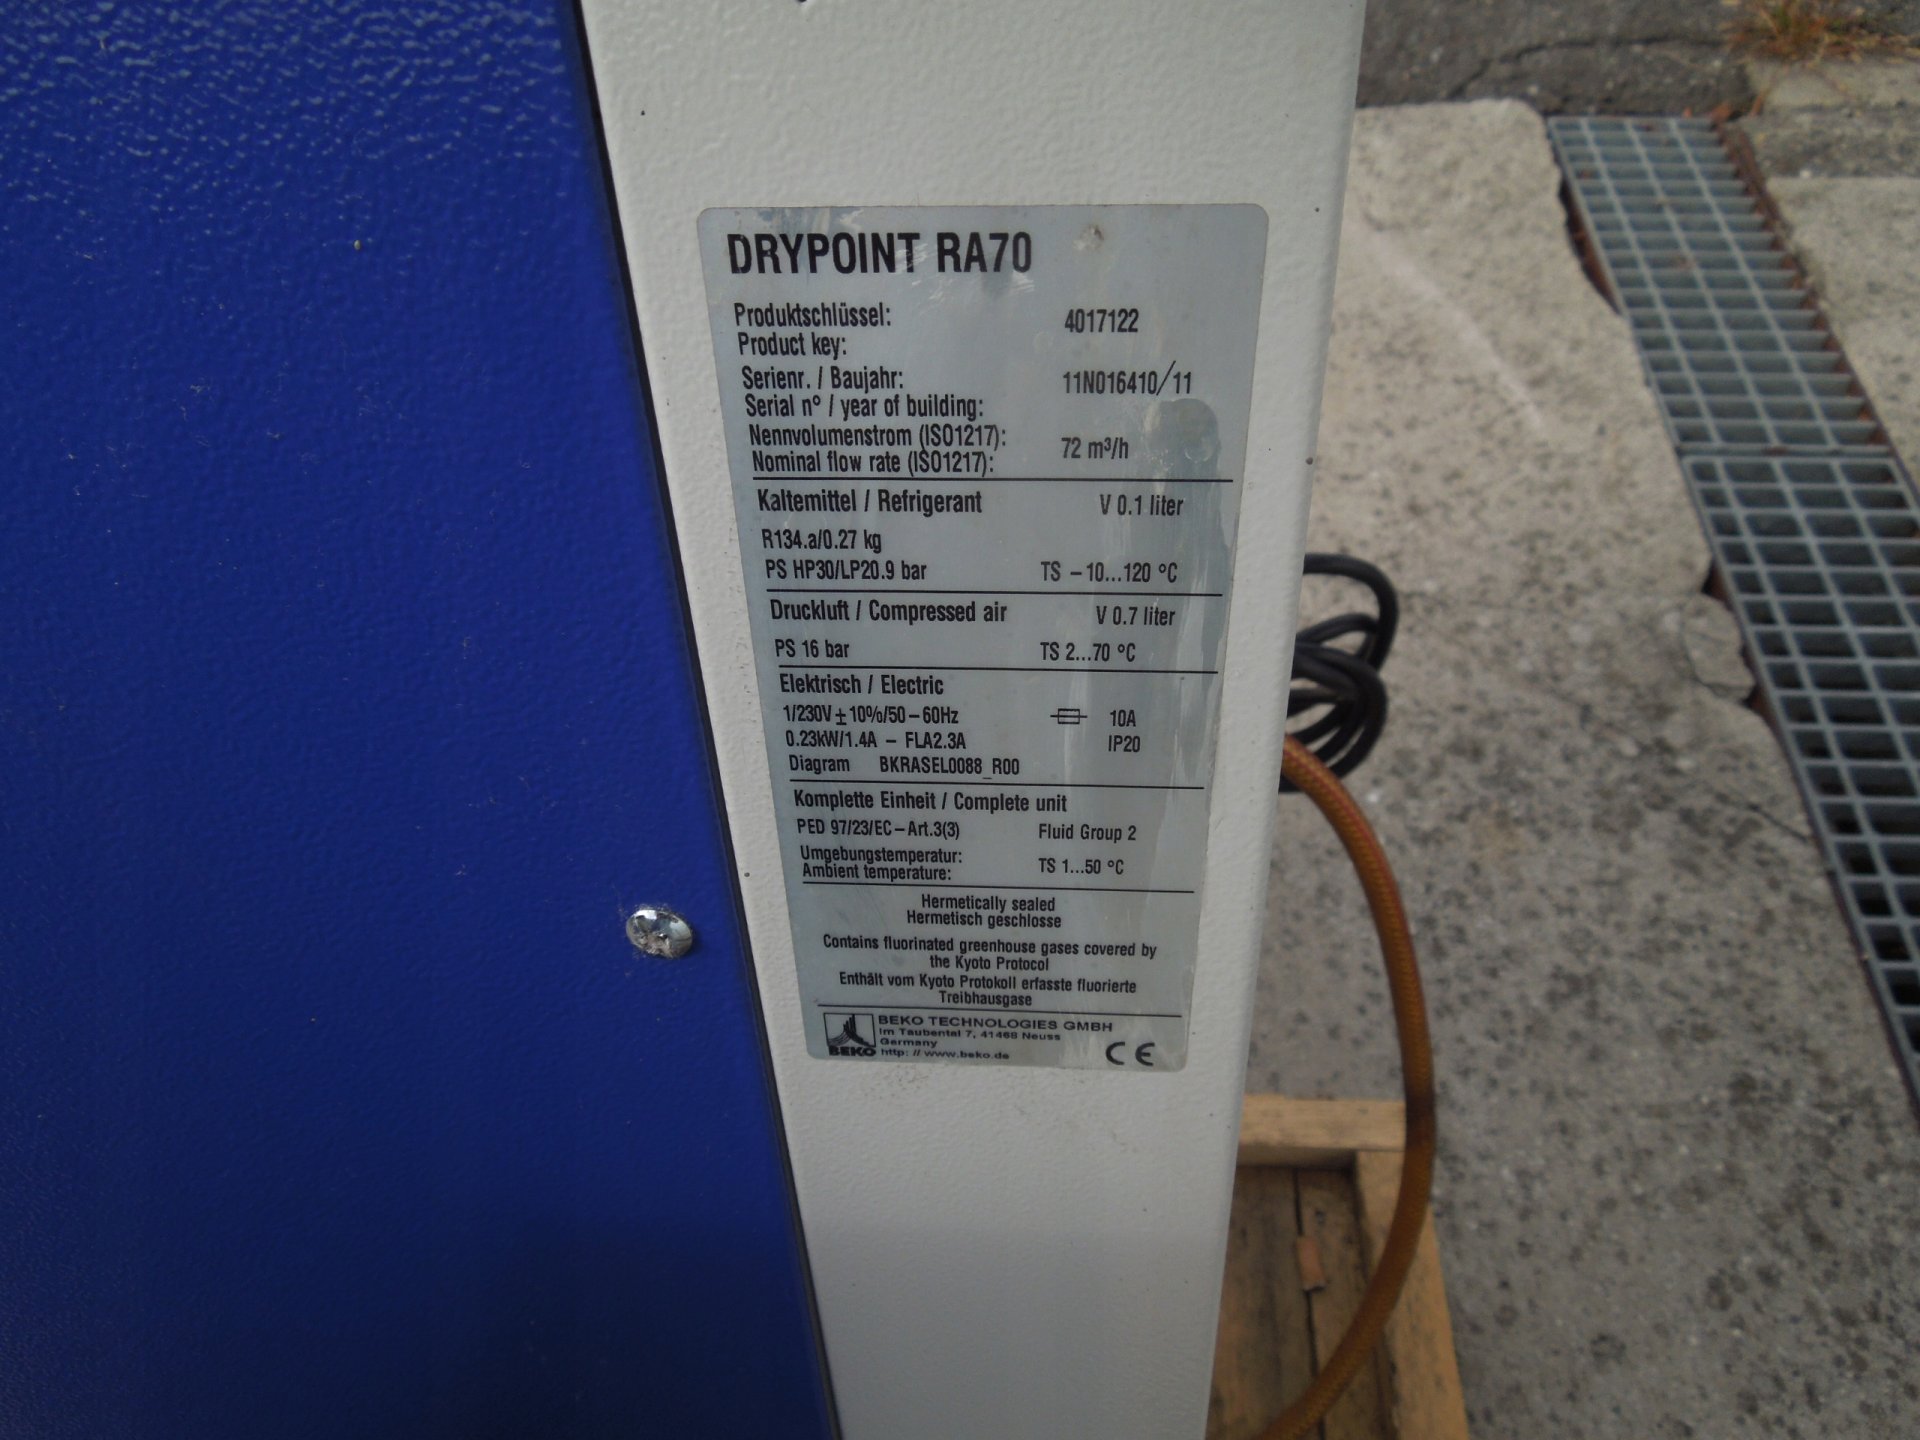 DRYPOINT RA70
Produktschlüssel: 4017122
Product key:
Serienr. / Baujahr: 11N016410/11
Serial n° / year of building:
Nennvolumenstrom (ISO1217): 72 m³/h
Nominal flow rate (ISO1217):
Kaltemittel / Refrigerant V 0.1 liter
R134.a/0.27 kg
PS HP30/LP20.9 bar TS -10...120 °C
Druckluft / Compressed air V 0.7 liter
PS 16 bar TS 2...70 °C
Elektrisch / Electric
1/230V ± 10%/50-60Hz 10A
0.23kW/1.4A - FLA2.3A IP20
Diagram BKRASEL0088_R00
Komplette Einheit / Complete unit
PED 97/23/EC-Art.3(3) Fluid Group 2
Umgebungstemperatur: TS 1...50 °C
Ambient temperature:
Hermetically sealed
Hermetisch geschlosse
Contains fluorinated greenhouse gases covered by
the Kyoto Protocol
Enthält vom Kyoto Protokoll erfasste fluorierte
Treibhausgase
BEKO TECHNOLOGIES GMBH
Im Taubental 7, 41468 Neuss
Germany
BEKO http: // www.beko.de CE